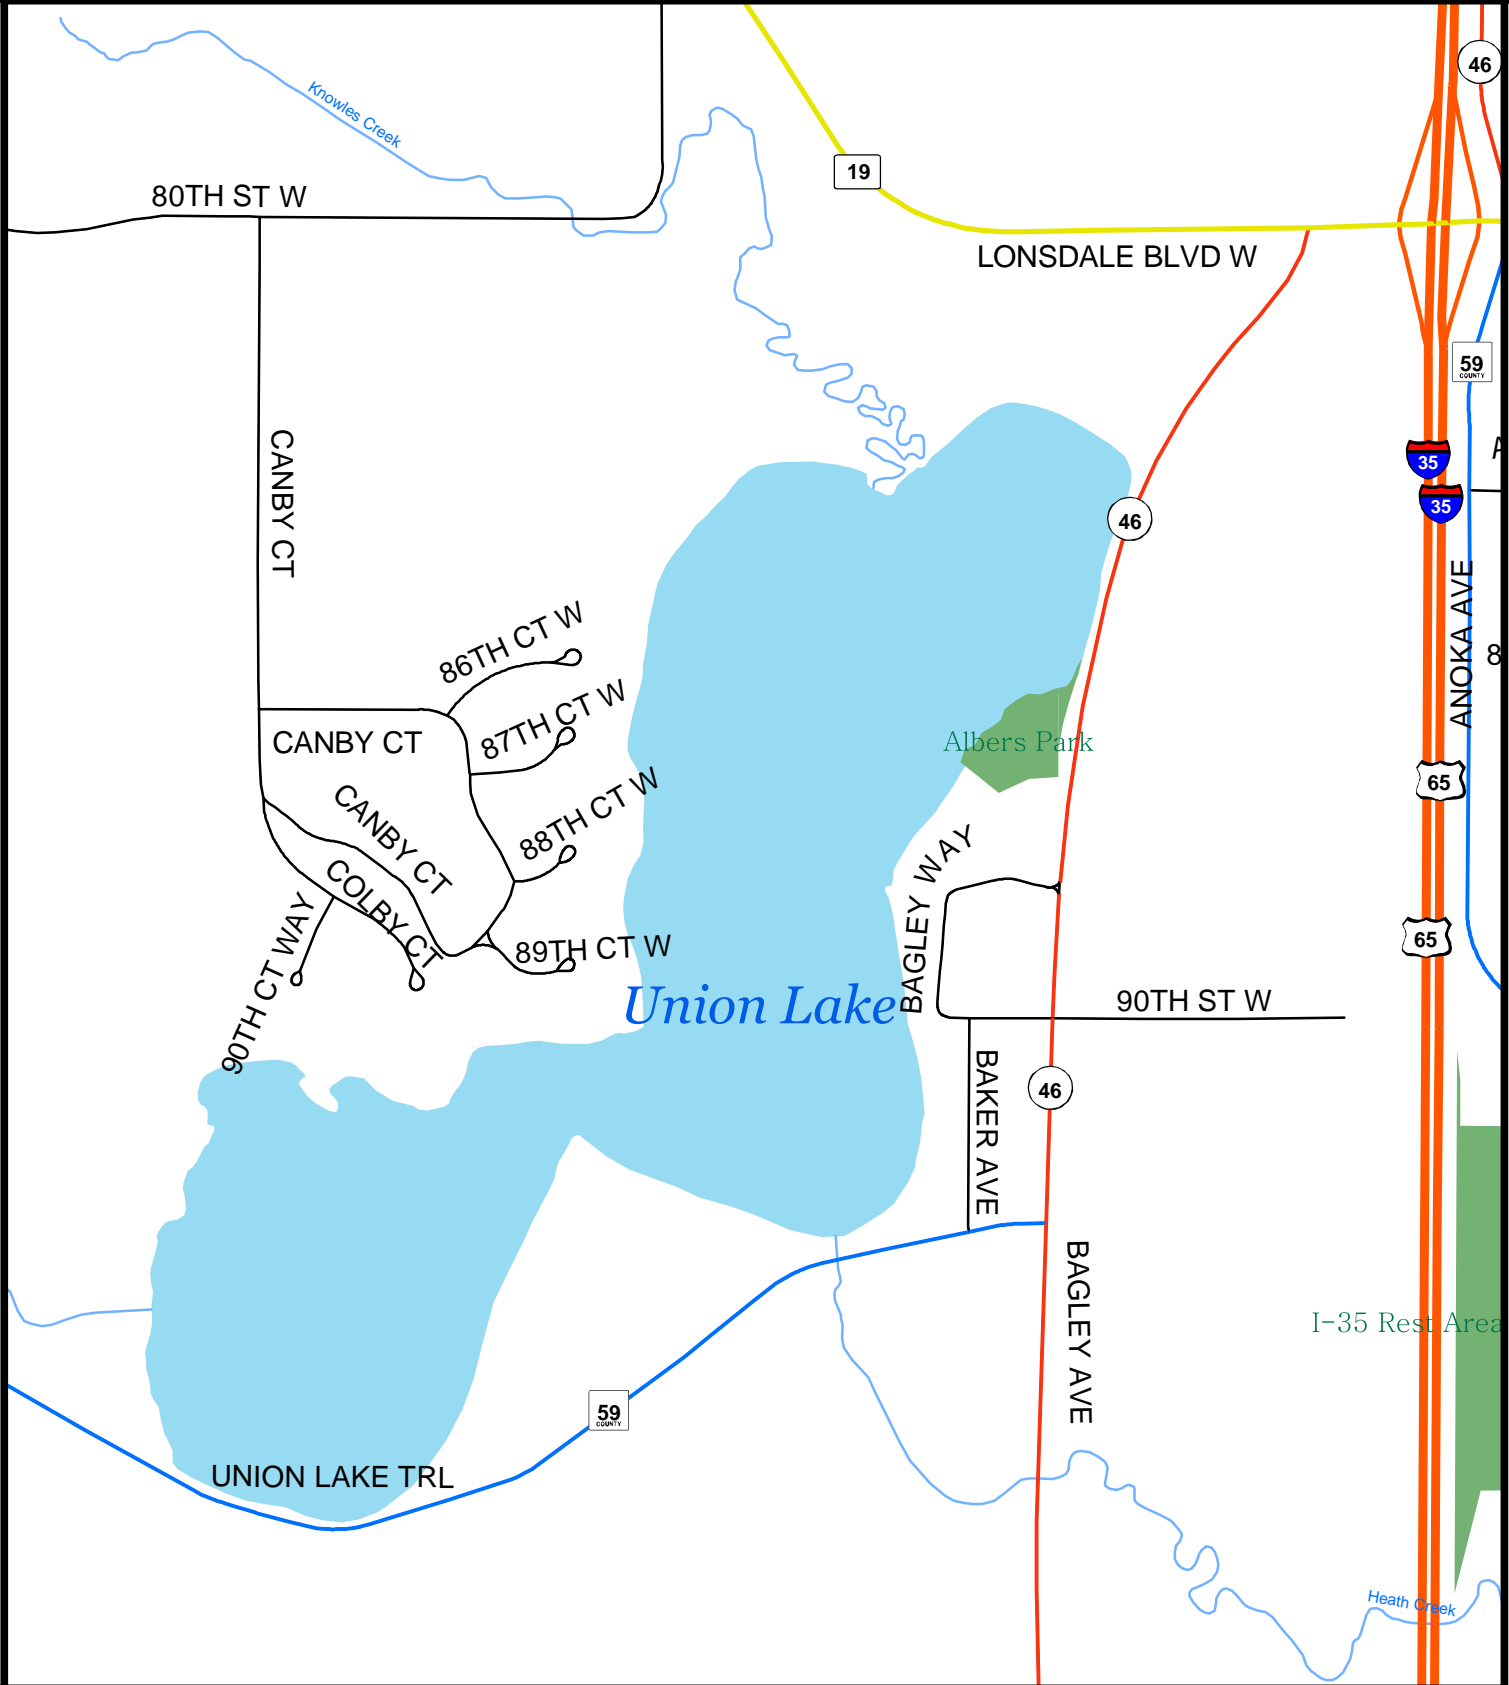 46
Knowles Creek
19
80TH ST W
LONSDALE BLVD W
59
COUNTY
35
35
CANBY CT
ANOKA AVE
8
86TH CT W
87TH CT W
CANBY CT
Albers Park
46
65
88TH CT W
CANBY CT
COLBY CT
BAGLEY WAY
90TH CT WAY
89TH CT W
65
Union Lake
90TH ST W
BAKER AVE
46
BAGLEY AVE
I-35 Rest Area
59
COUNTY
UNION LAKE TRL
Heath Creek